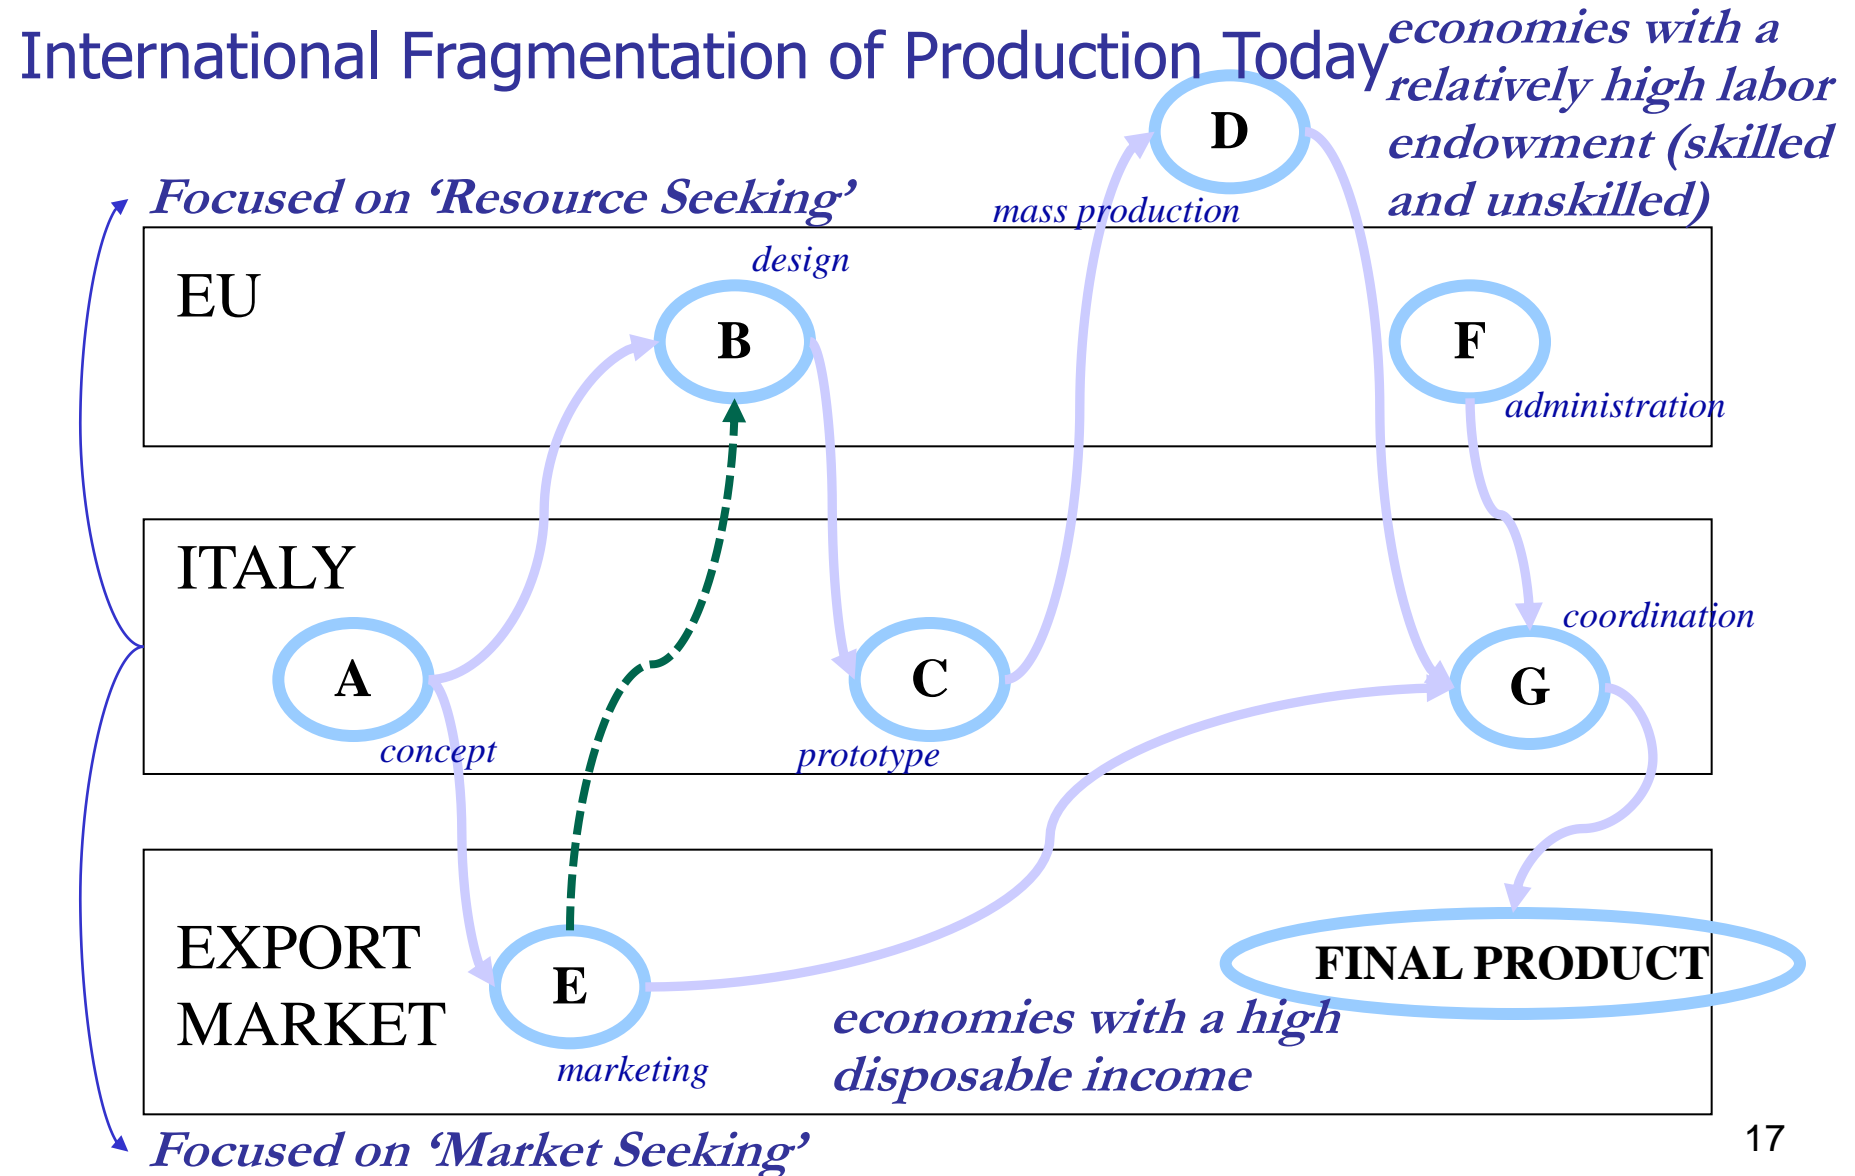 International Fragmentation of Production Today
economies with a
relatively high labor
endowment (skilled
and unskilled)
D
mass production
Focused on ‘Resource Seeking’
EU
design
B
F
administration
ITALY
coordination
A
C
G
concept
prototype
EXPORT
MARKET
E
FINAL PRODUCT
marketing
economies with a high
disposable income
Focused on ‘Market Seeking’
17